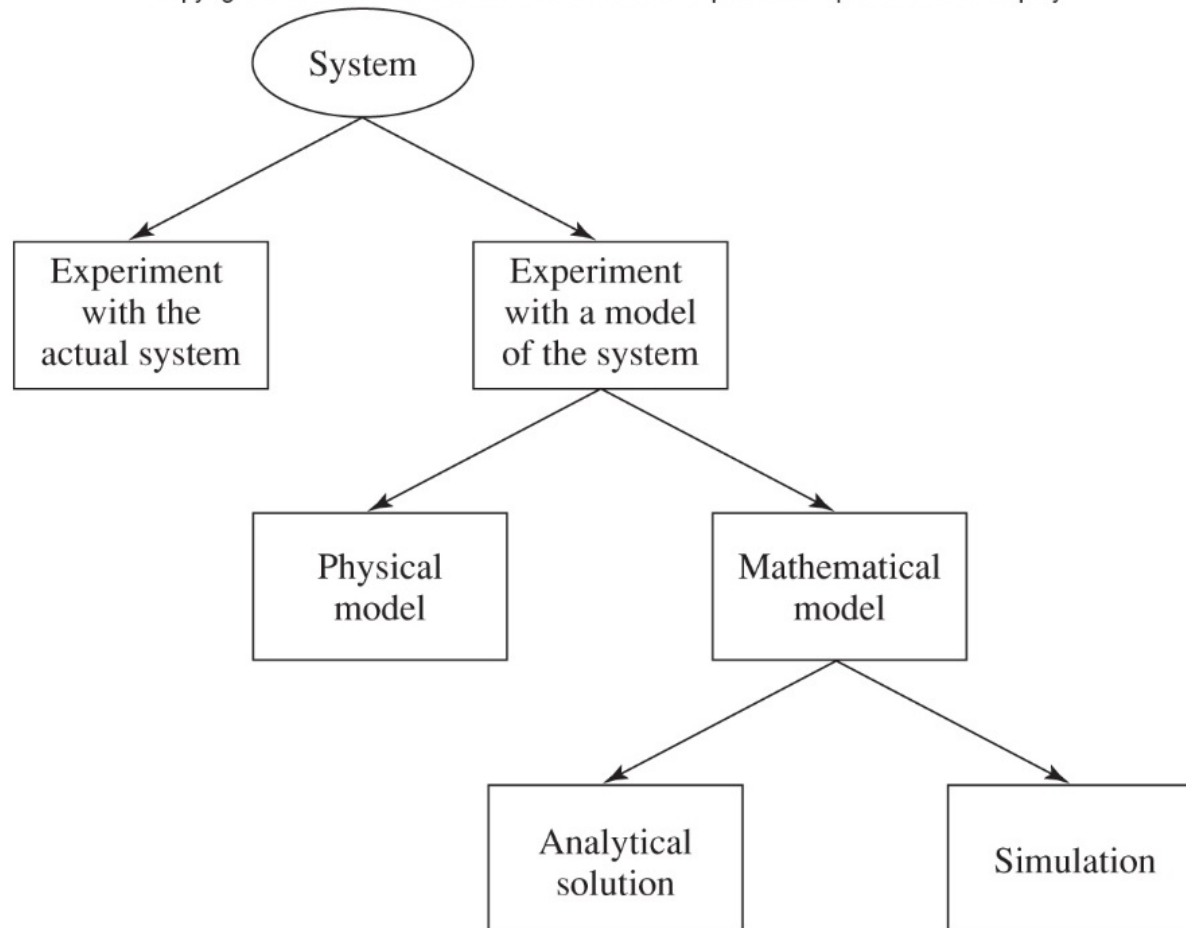 System
Experiment
with the
actual system
Experiment
with a model
of the system
Physical
model
Mathematical
model
Analytical
solution
Simulation